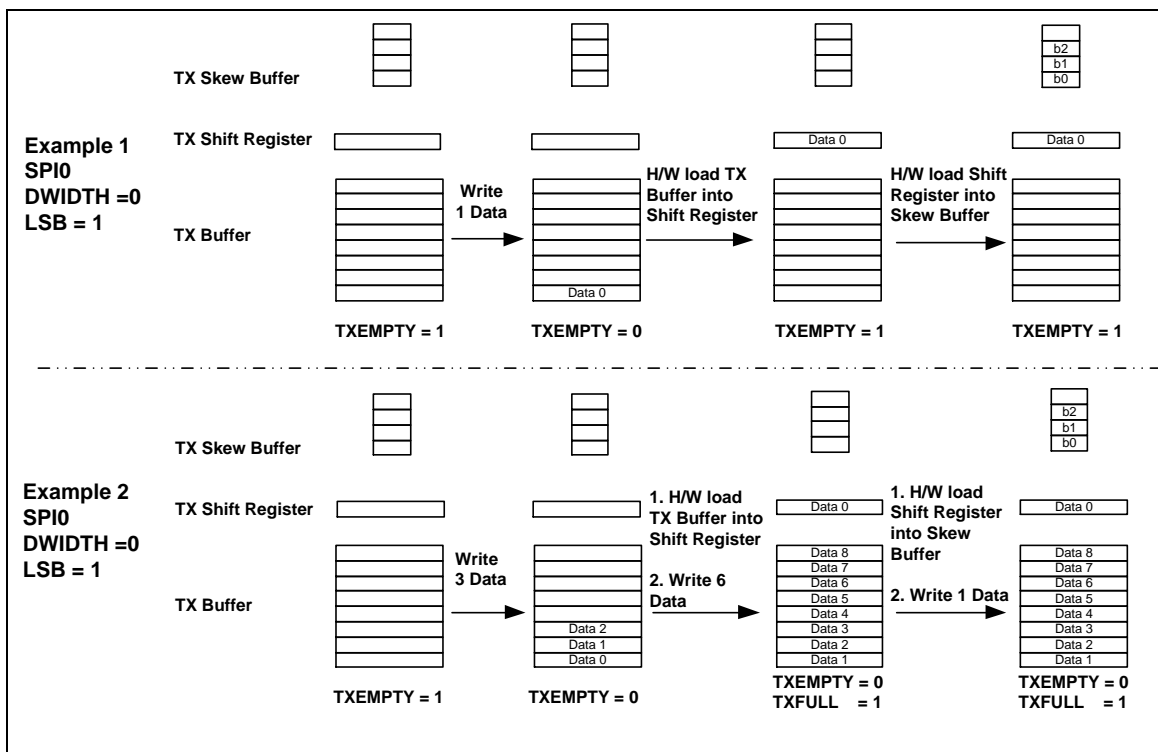 TX Skew Buffer
b2
b1
b0
Example 1
SPI0
DWIDTH =0
LSB = 1
TX Shift Register
Data 0
Data 0
TX Buffer
Write
1 Data
H/W load TX
Buffer into
Shift Register
H/W load Shift
Register into
Skew Buffer
Data 0
TXEMPTY = 1
TXEMPTY = 0
TXEMPTY = 1
TXEMPTY = 1
TX Skew Buffer
b2
b1
b0
Example 2
SPI0
DWIDTH =0
LSB = 1
TX Shift Register
Data 0
Data 0
TX Buffer
Write
3 Data
Data 2
Data 1
Data 0
1. H/W load
TX Buffer into
Shift Register
2. Write 6
Data
Data 8
Data 7
Data 6
Data 5
Data 4
Data 3
Data 2
Data 1
1. H/W load
Shift Register
into Skew
Buffer
2. Write 1 Data
Data 8
Data 7
Data 6
Data 5
Data 4
Data 3
Data 2
Data 1
TXEMPTY = 1
TXEMPTY = 0
TXEMPTY = 0
TXFULL = 1
TXEMPTY = 0
TXFULL = 1